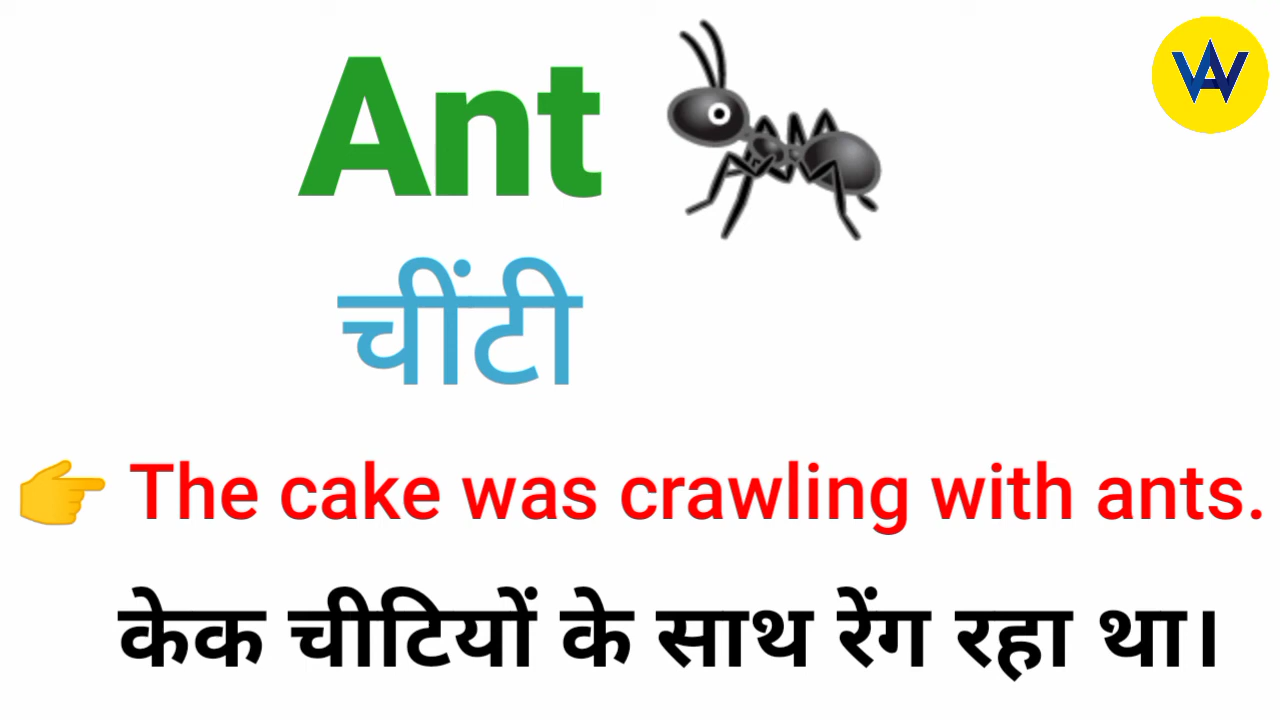 Ant
चींटी
The cake was crawling with ants.
केक चीटियों के साथ रेंग रहा था।